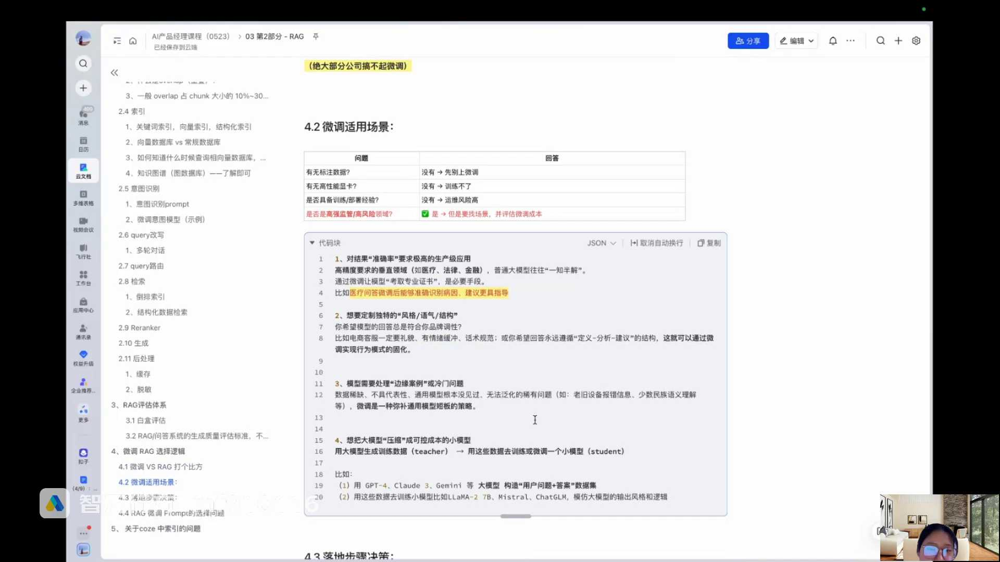 AI产品经理课程（0523） > 03 第2部分 - RAG
已经保存到云端
分享
编辑
（绝大部分公司搞不起微调）
409
消息
日历
云文档
多维表格
视频会议
飞行社
工作台
应用中心
通讯录
权益升级
企业推荐...
更多
扣子
(4/9) : ...
3、一般 overlap 占 chunk 大小的 10%~30...
2.4 索引
1、关键词索引，向量索引，结构化索引
2、向量数据库 vs 常规数据库
3、如何知道什么时候查询相向量数据库，...
4、知识图谱（图数据库）——了解即可
2.5 意图识别
1、意图识别prompt
2、微调意图模型（示例）
2.6 query改写
1、多轮对话
2.7 query路由
2.8 检索
1、倒排索引
2、结构化数据检索
2.9 Reranker
2.10 生成
2.11 后处理
1、缓存
2、脱敏
3、RAG评估体系
3.1 白盒评估
3.2 RAG/问答系统的生成质量评估标准，不...
4、微调 RAG 选择逻辑
4.1 微调 VS RAG 打个比方
4.2 微调适用场景：
4.3 落地步骤决策：
4.4 RAG 微调 Prompt的选择问题
5、 关于coze 中索引的问题
4.2 微调适用场景：
问题 回答
有无标注数据? 没有 → 先别上微调
有无高性能显卡? 没有 → 训练不了
是否具备训练/部署经验? 没有 → 运维风险高
是否是高强监管/高风险领域? ✅ 是 → 但是要找场景，并评估微调成本
代码块 JSON 取消自动换行 复制
1 1、对结果“准确率”要求极高的生产级应用
2 高精度要求的垂直领域（如医疗、法律、金融），普通大模型往往“一知半解”。
3 通过微调让模型“考取专业证书”，是必要手段。
4 比如医疗问答微调后能够准确识别病因、建议更具指导
5
6 2、想要定制独特的“风格/语气/结构”
7 你希望模型的回答总是符合你品牌调性?
8 比如电商客服一定要礼貌、有情绪缓冲、话术规范；或你希望回答永远遵循“定义-分析-建议”的结构，这就可以通过微
调实现行为模式的固化。
9
10
11 3、模型需要处理“边缘案例”或冷门问题
12 数据稀缺、不具代表性、通用模型根本没见过、无法泛化的稀有问题（如：老旧设备报错信息、少数民族语义理解
等），微调是一种弥补通用模型短板的策略。
13
14
15 4、想把大模型“压缩”成可控成本的小模型
16 用大模型生成训练数据（teacher） → 用这些数据去训练或微调一个小模型（student）
17
18 比如：
19 （1）用 GPT-4、Claude 3、Gemini 等 大模型 构造“用户问题+答案”数据集
20 （2）用这些数据去训练小模型比如LLaMA-2 7B、Mistral、ChatGLM，模仿大模型的输出风格和逻辑
4.3 落地步骤决策：